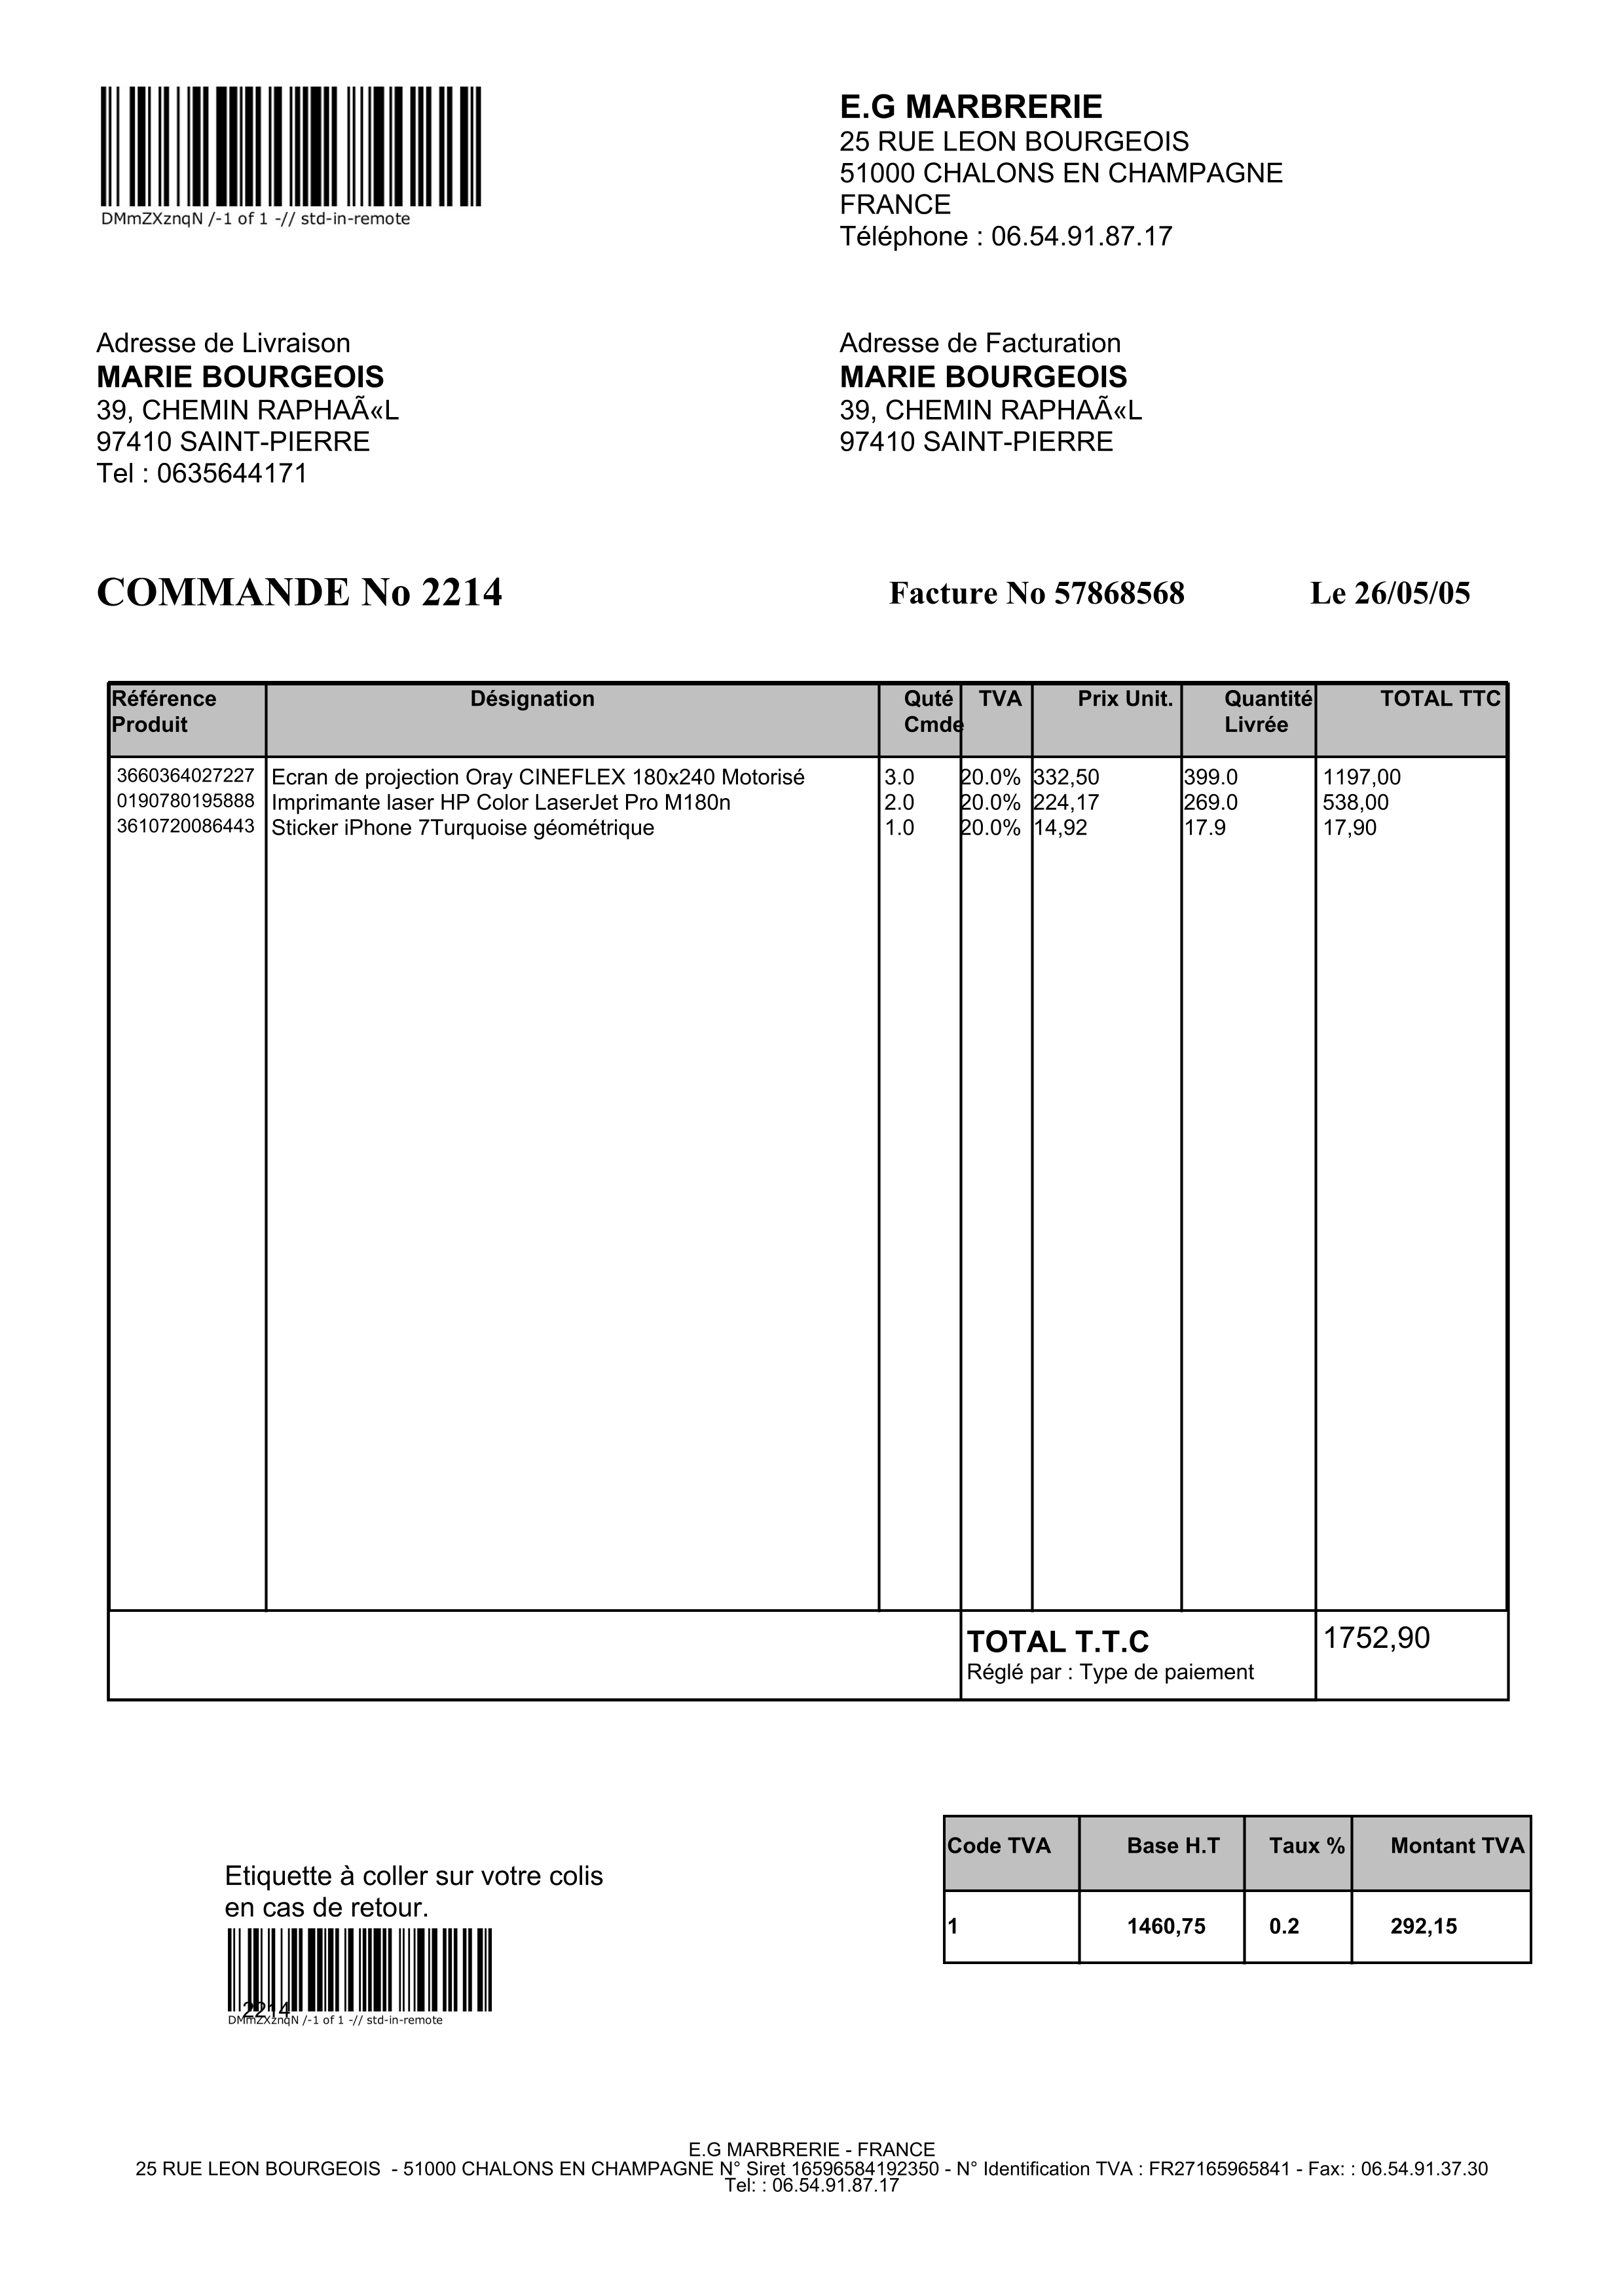 DMmZXznqN /-1 of 1 -// std-in-remote
E.G MARBRERIE
25 RUE LEON BOURGEOIS
51000 CHALONS EN CHAMPAGNE
FRANCE
Téléphone : 06.54.91.87.17
Adresse de Livraison
MARIE BOURGEOIS
39, CHEMIN RAPHAÃ«L
97410 SAINT-PIERRE
Tel : 0635644171
Adresse de Facturation
MARIE BOURGEOIS
39, CHEMIN RAPHAÃ«L
97410 SAINT-PIERRE
COMMANDE No 2214 Facture No 57868568 Le 26/05/05
Référence Produit Désignation Quté Cmde TVA Prix Unit. Quantité Livrée TOTAL TTC
3660364027227 Ecran de projection Oray CINEFLEX 180x240 Motorisé 3.0 20.0% 332,50 399.0 1197,00
0190780195888 Imprimante laser HP Color LaserJet Pro M180n 2.0 20.0% 224,17 269.0 538,00
3610720086443 Sticker iPhone 7Turquoise géométrique 1.0 20.0% 14,92 17.9 17,90
TOTAL T.T.C 1752,90
Réglé par : Type de paiement
Code TVA Base H.T Taux % Montant TVA
1 1460,75 0.2 292,15
Etiquette à coller sur votre colis
en cas de retour.
2214
DMmZXznqN /-1 of 1 -// std-in-remote
E.G MARBRERIE - FRANCE
25 RUE LEON BOURGEOIS - 51000 CHALONS EN CHAMPAGNE N° Siret 16596584192350 - N° Identification TVA : FR27165965841 - Fax: : 06.54.91.37.30
Tel: : 06.54.91.87.17